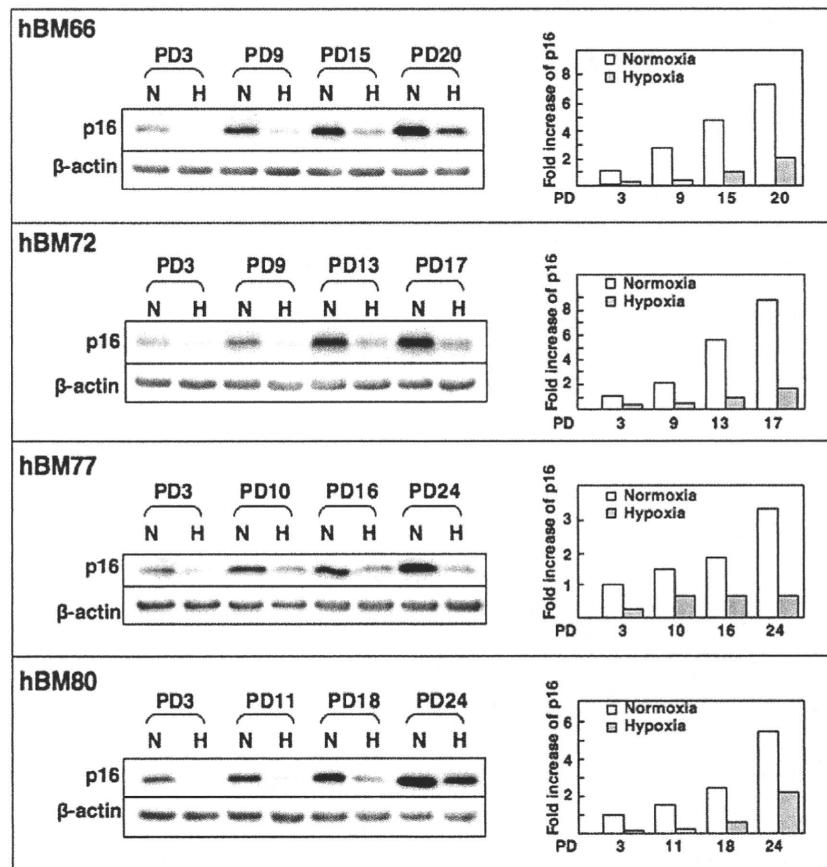 hBM66
PD3 PD9 PD15 PD20
N H N H N H N H
p16
β-actin
Fold increase of p16
Normoxia
Hypoxia
8
6
4
2
PD 3 9 15 20
hBM72
PD3 PD9 PD13 PD17
N H N H N H N H
p16
β-actin
Fold increase of p16
Normoxia
Hypoxia
8
6
4
2
PD 3 9 13 17
hBM77
PD3 PD10 PD16 PD24
N H N H N H N H
p16
β-actin
Fold increase of p16
Normoxia
Hypoxia
3
2
1
PD 3 10 16 24
hBM80
PD3 PD11 PD18 PD24
N H N H N H N H
p16
β-actin
Fold increase of p16
Normoxia
Hypoxia
6
4
2
PD 3 11 18 24